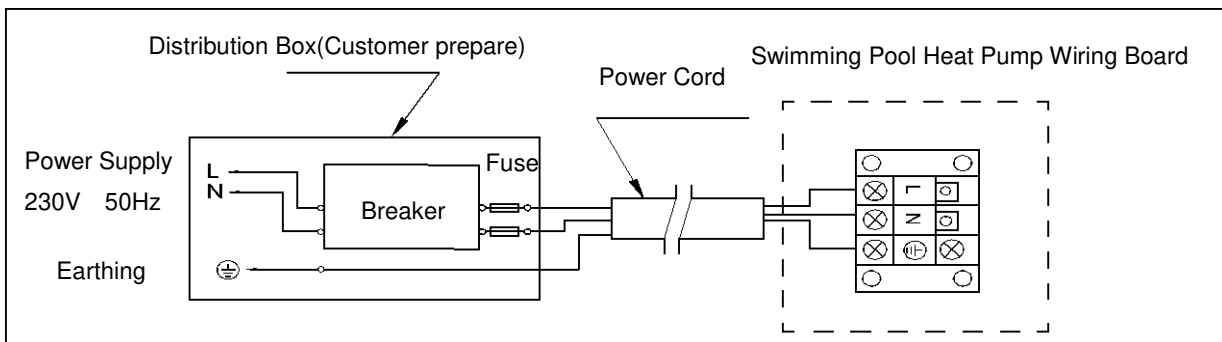 Distribution Box(Customer prepare)
Power Cord
Swimming Pool Heat Pump Wiring Board
Power Supply
230V 50Hz
L
N
Fuse
Breaker
Earthing
L
N